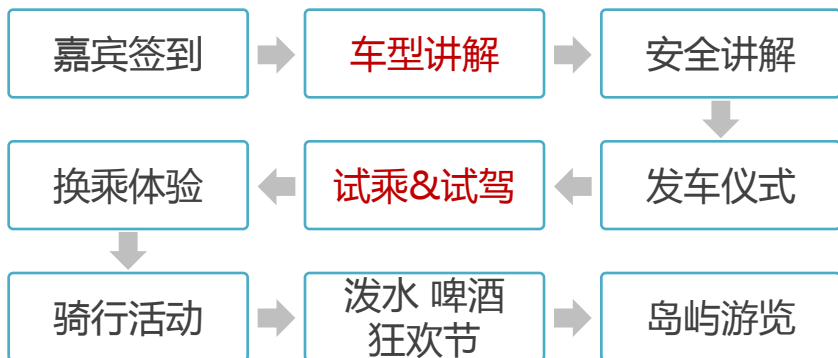 嘉宾签到
车型讲解
安全讲解
换乘体验
试乘&试驾
发车仪式
骑行活动
泼水 啤酒
狂欢节
岛屿游览